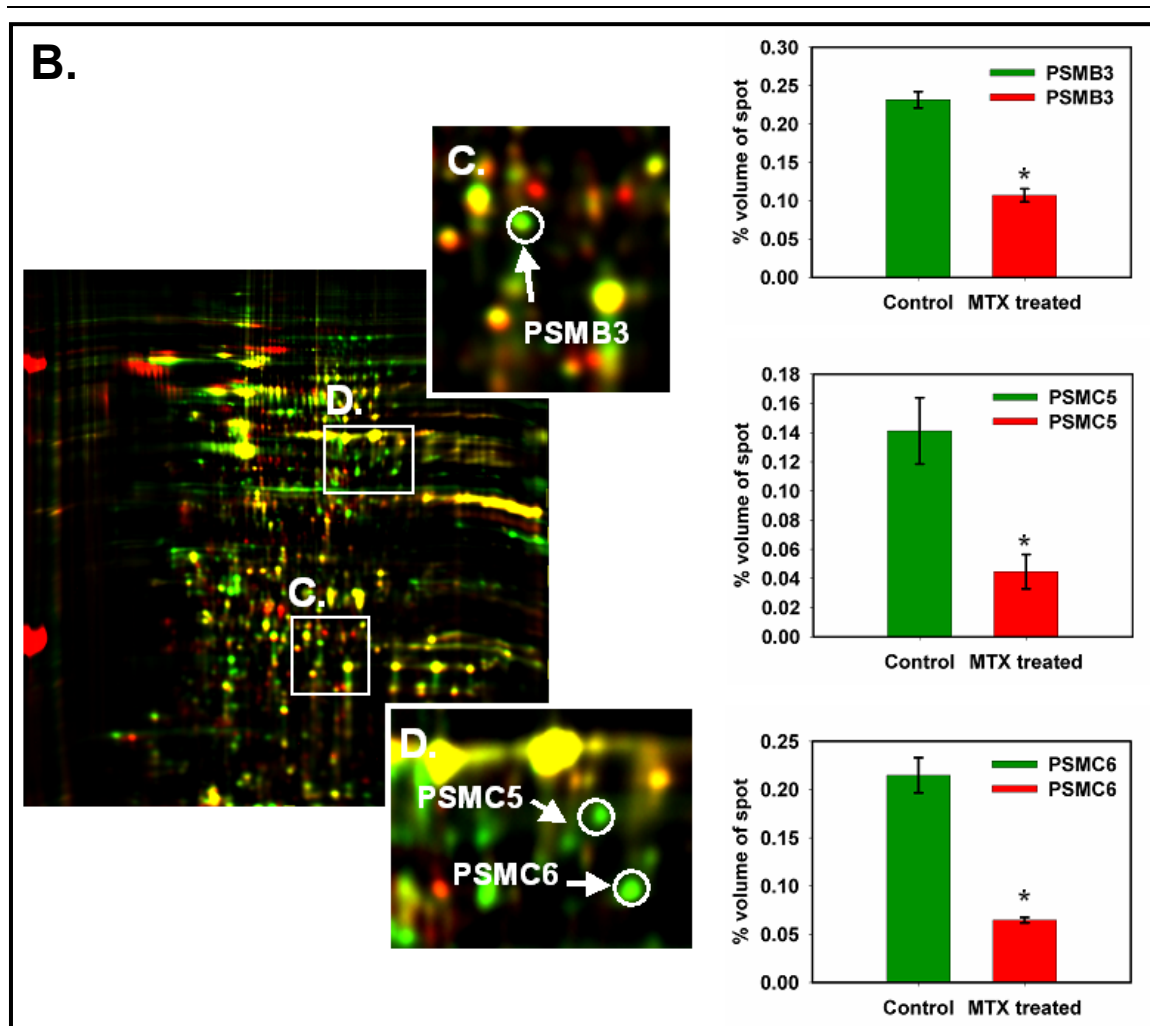 B.
C.
PSMB3
D.
C.
D.
PSMC5
PSMC6
0.30
0.25
0.20
0.15
0.10
0.05
0.00
% volume of spot
PSMB3
PSMB3
*
Control MTX treated
0.18
0.16
0.14
0.12
0.10
0.08
0.06
0.04
0.02
0.00
% volume of spot
PSMC5
PSMC5
*
Control MTX treated
0.25
0.20
0.15
0.10
0.05
0.00
% volume of spot
PSMC6
PSMC6
*
Control MTX treated